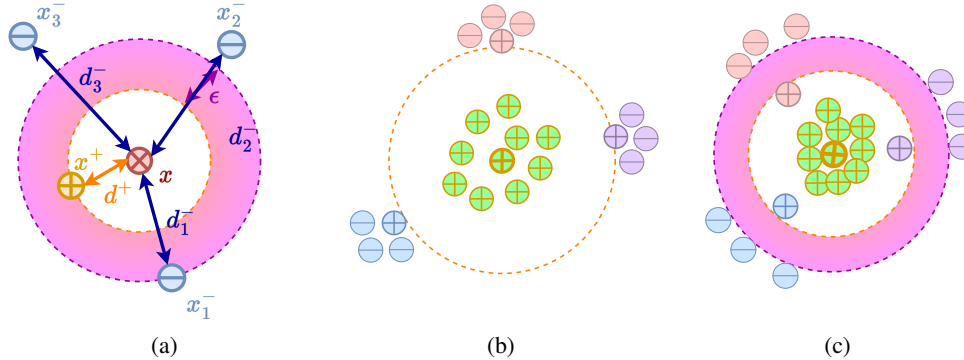 x₃⁻
x₂⁻
d₃⁻
ϵ
d₂⁻
x⁺
d⁺
x
d₁⁻
x₁⁻
(a)
(b)
(c)